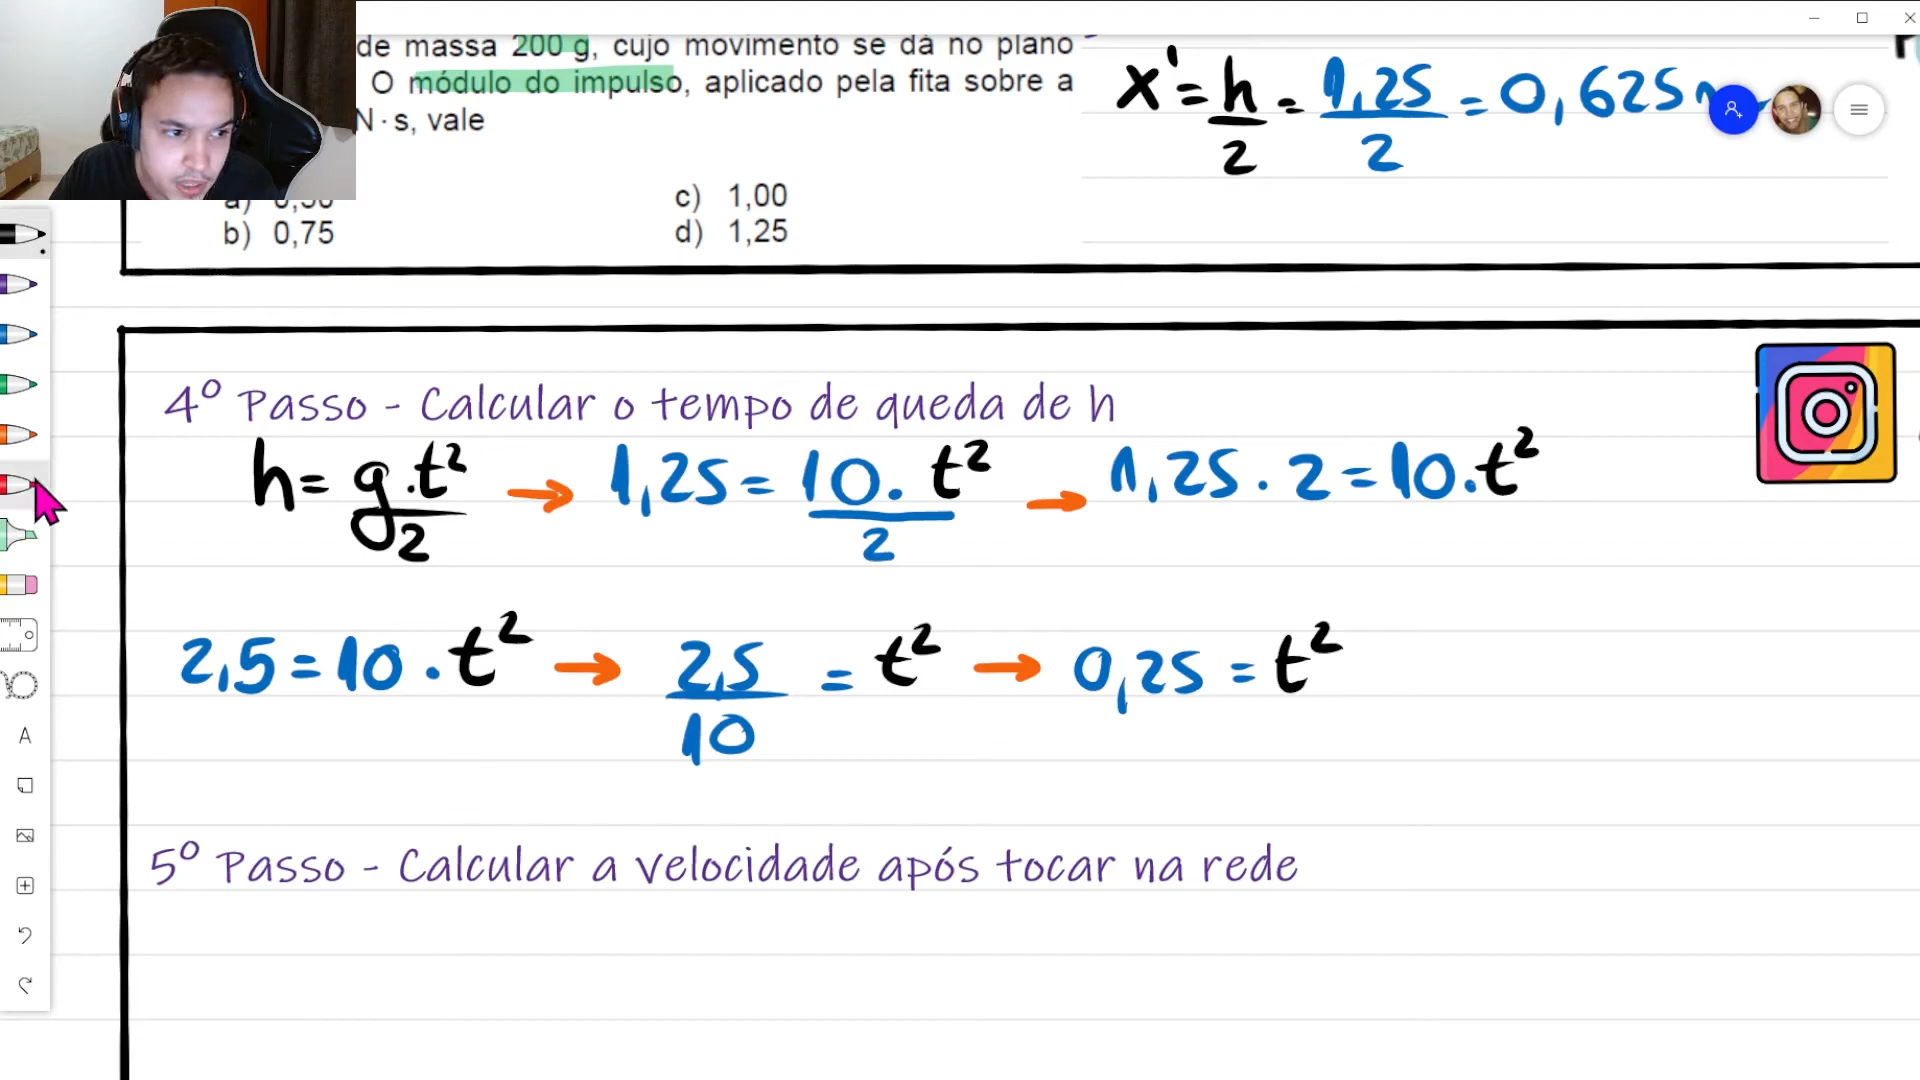 de massa 200 g, cujo movimento se dá no plano
O módulo do impulso, aplicado pela fita sobre a
N · s, vale
b) 0,75
c) 1,00
d) 1,25
x' = h/2 = 1,25/2 = 0,625
4º Passo - Calcular o tempo de queda de h
h = g.t²/2 → 1,25 = 10. t²/2 → 1,25 . 2 = 10.t²
2,5 = 10 . t² → 2,5/10 = t² → 0,25 = t²
5º Passo - Calcular a velocidade após tocar na rede
A